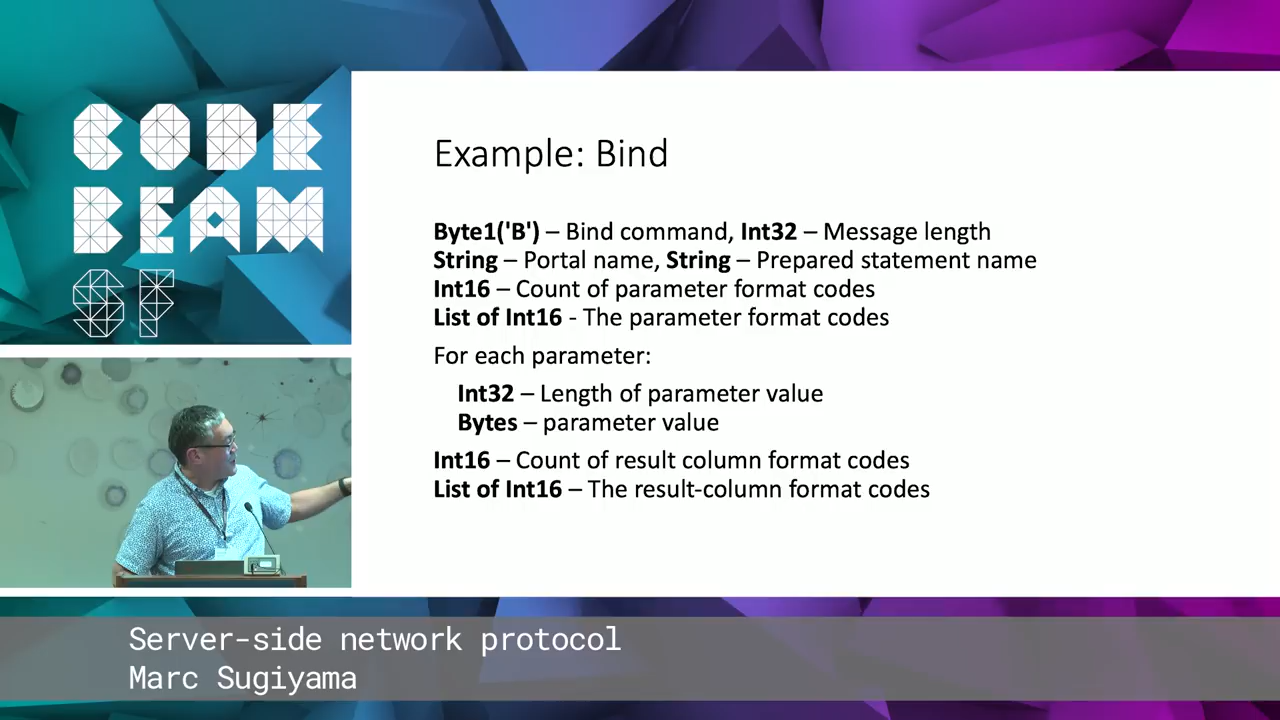 CODE
BEAM
SF
Example: Bind
Byte1('B') – Bind command, Int32 – Message length
String – Portal name, String – Prepared statement name
Int16 – Count of parameter format codes
List of Int16 - The parameter format codes
For each parameter:
Int32 – Length of parameter value
Bytes – parameter value
Int16 – Count of result column format codes
List of Int16 – The result-column format codes
Server-side network protocol
Marc Sugiyama